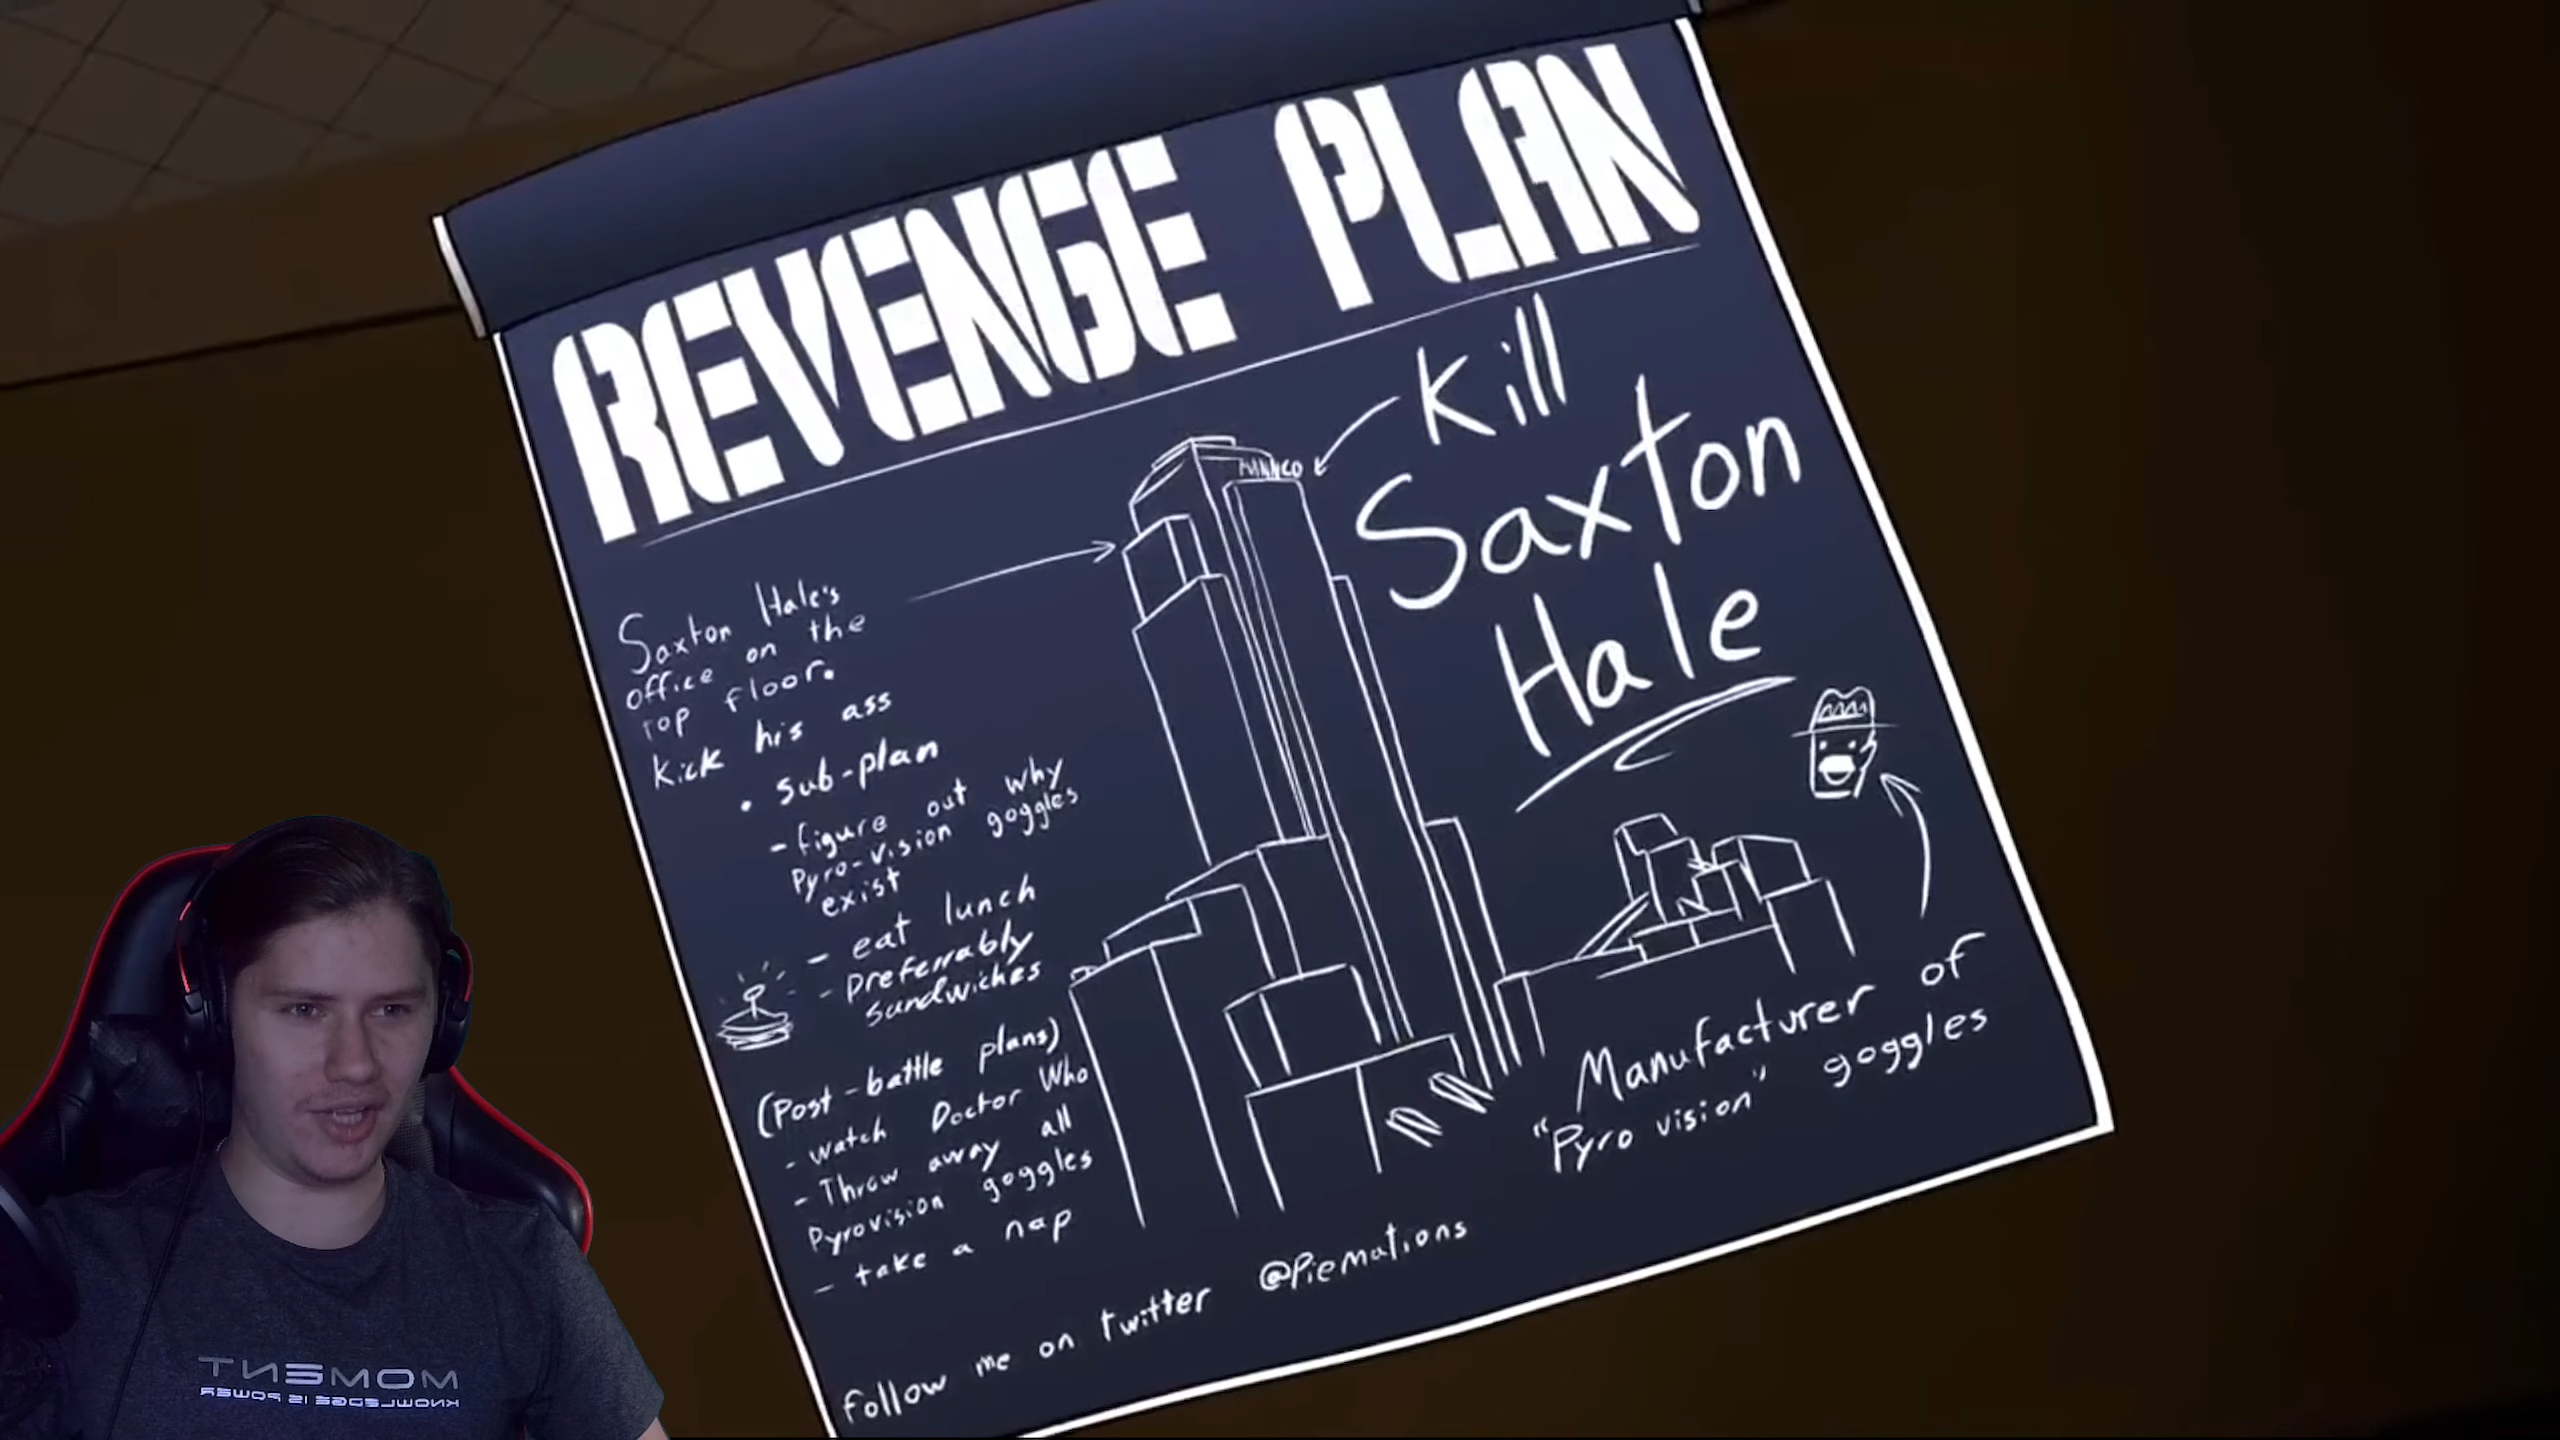 REVENGE PLAN
Kill
Saxton
Hale
MANNCO
Saxton Hale's
office on the
top floor.
Kick his ass
• sub-plan
- figure out why
Pyro-vision goggles
exist
- eat lunch
- Preferrably
sandwiches
(Post-battle plans)
- watch Doctor Who
- Throw away all
Pyrovision goggles
- take a nap
Manufacturer of
"Pyro vision" goggles
follow me on twitter @Piemations
MOMENT
KNOWLEDGE IS POWER